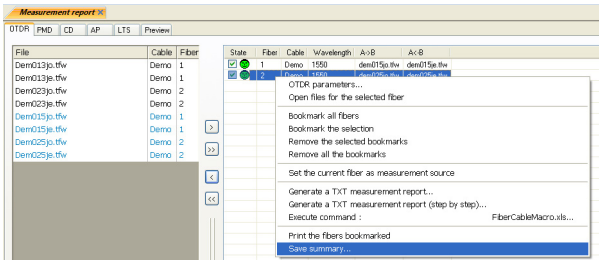 Measurement report X
OTDR PMD CD AP LTS Preview
File Cable Fiber
Dem013jo.tfw Demo 1
Dem013je.tfw Demo 1
Dem023jo.tfw Demo 2
Dem023je.tfw Demo 2
Dem015jo.tfw Demo 1
Dem015je.tfw Demo 1
Dem025jo.tfw Demo 2
Dem025je.tfw Demo 2
>
>>
<
<<
State Fiber Cable Wavelength A>B A<-B
1 Demo 1550 dem015jo.tfw dem015je.tfw
2 Demo 1550 dem025jo.tfw dem025je.tfw
OTDR parameters...
Open files for the selected fiber
Bookmark all fibers
Bookmark the selection
Remove the selected bookmarks
Remove all the bookmarks
Set the current fiber as measurement source
Generate a TXT measurement report...
Generate a TXT measurement report (step by step)...
Execute command : FiberCableMacro.xls...
Print the fibers bookmarked
Save summary...